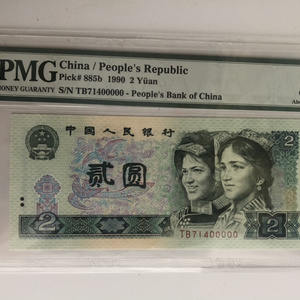 PMG
MONEY GUARANTY
China / People's Republic
Pick# 885b 1990 2 Yüan
S/N TB71400000 - People's Bank of China
中国人民银行
贰圆
2
2
TB71400000
2